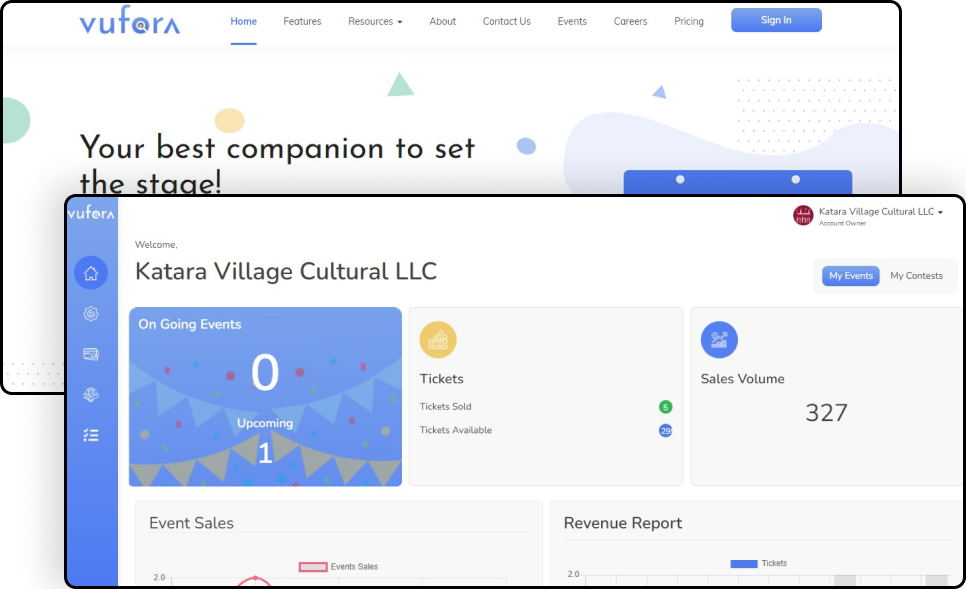 vufora
Home Features Resources About Contact Us Events Careers Pricing Sign In
Your best companion to set
the stage!
vufora
Katara Village Cultural LLC
Account Owner
Welcome,
Katara Village Cultural LLC
My Events My Contests
On Going Events
0
Upcoming
1
Tickets
Tickets Sold 5
Tickets Available
Sales Volume
327
Event Sales
Events Sales
2.0
Revenue Report
Tickets
2.0